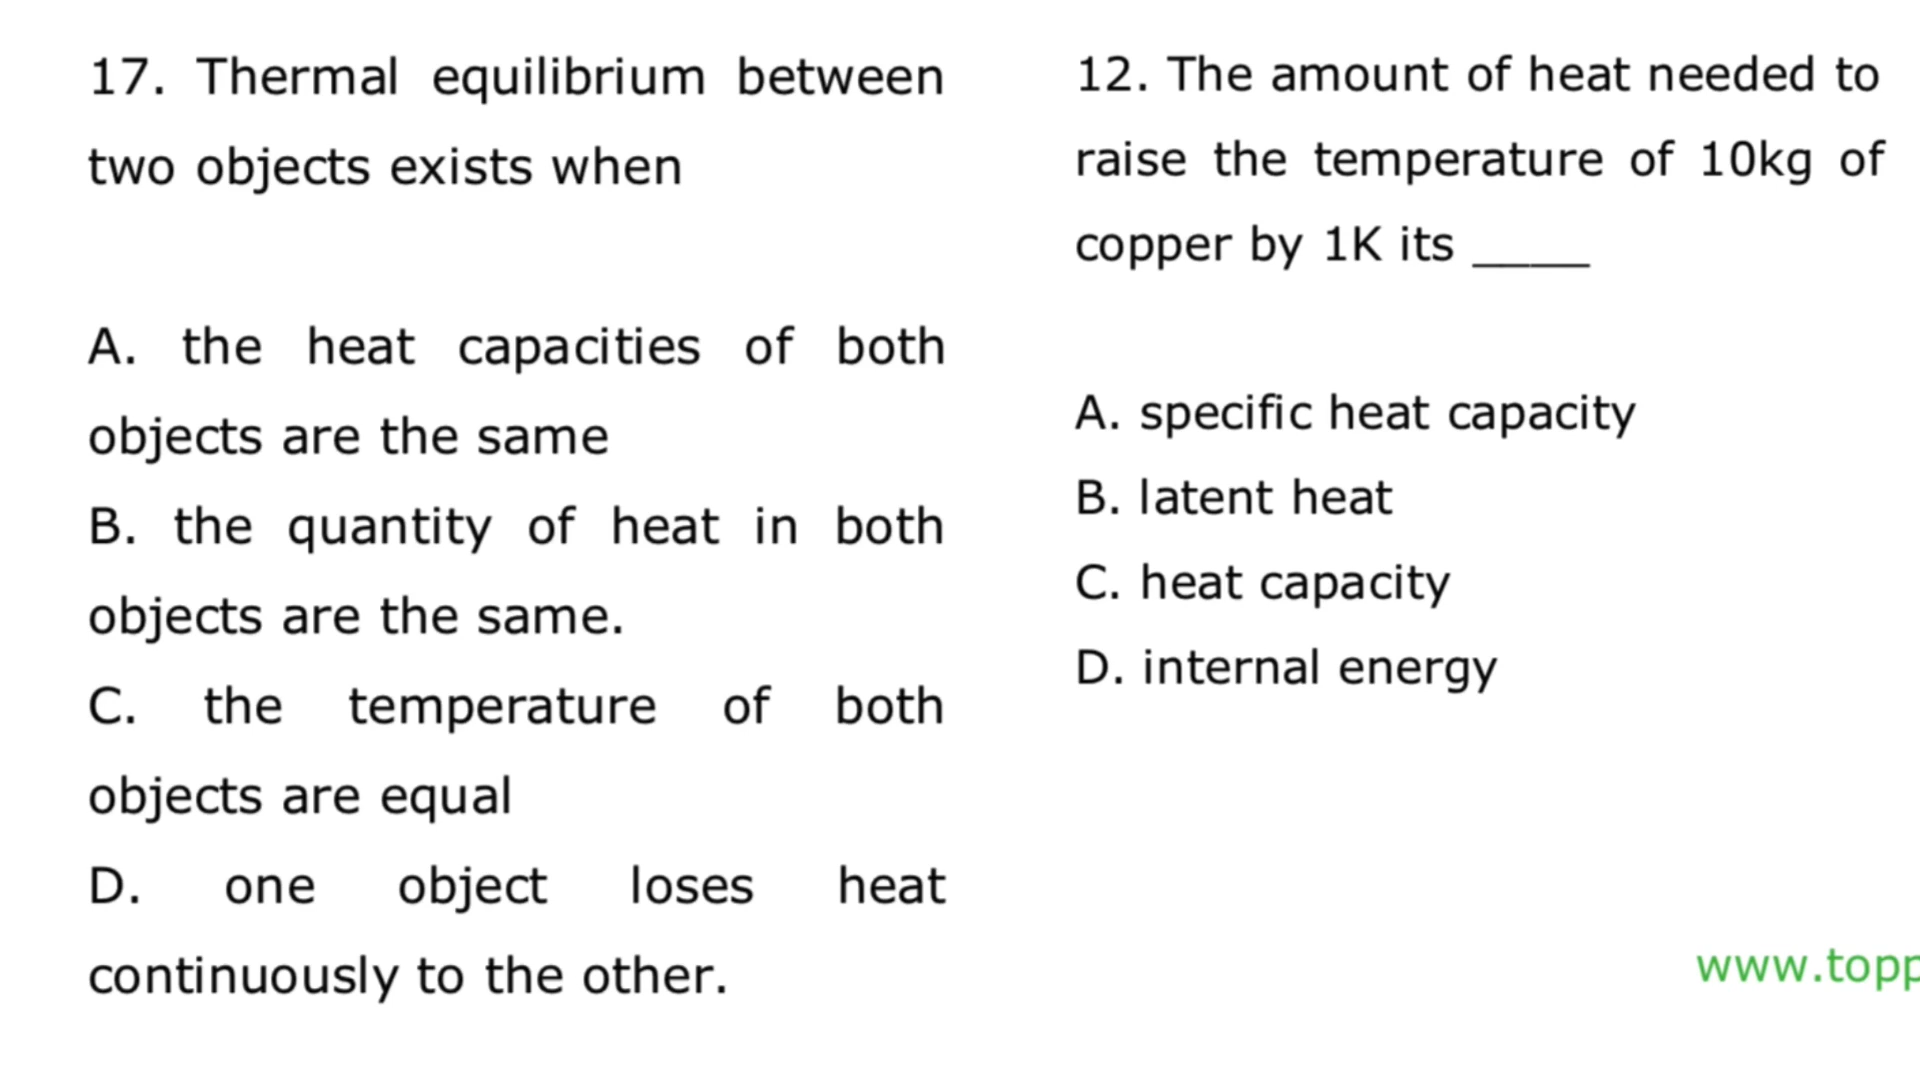 17. Thermal equilibrium between
two objects exists when
A. the heat capacities of both
objects are the same
B. the quantity of heat in both
objects are the same.
C. the temperature of both
objects are equal
D. one object loses heat
continuously to the other.
12. The amount of heat needed to
raise the temperature of 10kg of
copper by 1K its ____
A. specific heat capacity
B. latent heat
C. heat capacity
D. internal energy
www.topp